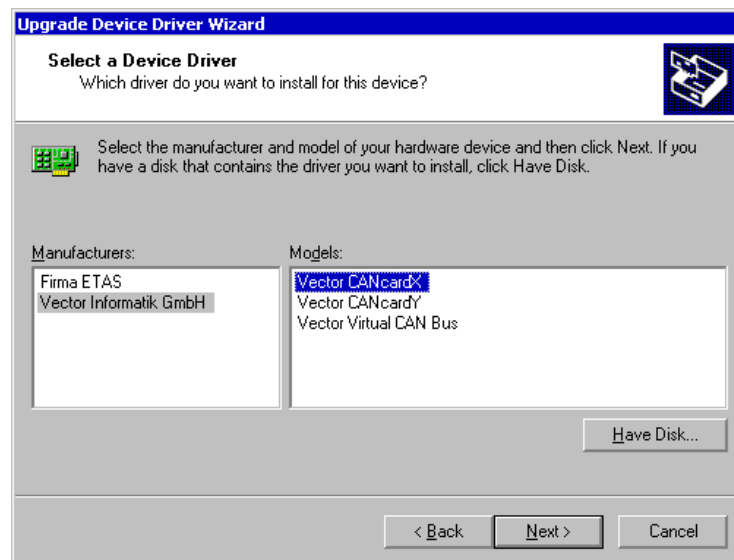 Upgrade Device Driver Wizard
Select a Device Driver
Which driver do you want to install for this device?
Select the manufacturer and model of your hardware device and then click Next. If you
have a disk that contains the driver you want to install, click Have Disk.
Manufacturers:
Models:
Firma ETAS
Vector Informatik GmbH
Vector CANcardX
Vector CANcardY
Vector Virtual CAN Bus
Have Disk...
< Back
Next >
Cancel